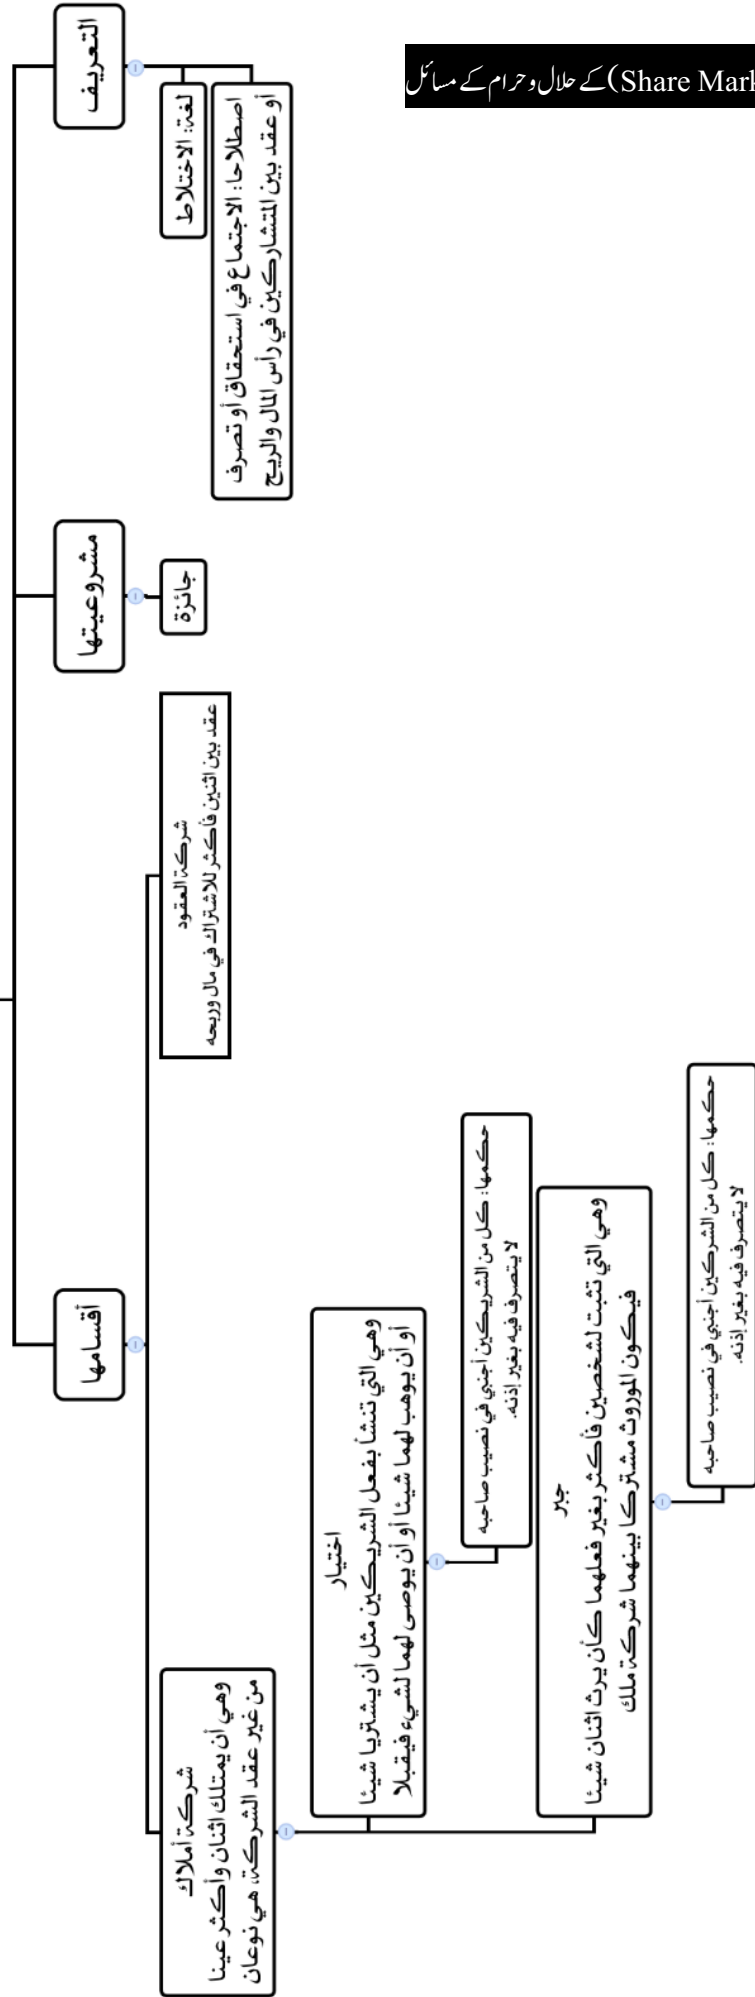 Share Mark) کے حلال و حرام کے مسائل
التعريف
لغة: الاختلاط
اصطلاحا: الاجتماع في استحقاق أو تصرف
أو عقد بين المتشاركين في رأس المال والربح
مشروعيتها
جائزة
أقسامها
شركة العقود
عقد بين اثنين فأكثر للاشتراك في مال وربحه
شركة أملاك
وهي أن يمتلك اثنان وأكثر عينا
من غير عقد الشركة، هي نوعان
اختيار
وهي التي تنشأ بفعل الشريكين مثل أن يشتريا شيئا
أو أن يوهب لهما شيئا أو أن يوصى لهما لشيء فيقبلا
حكمها: كل من الشريكين أجنبي في نصيب صاحبه
لا يتصرف فيه بغير إذنه.
جبر
وهي التي تثبت لشخصين فأكثر بغير فعلهما كأن يرث اثنان شيئا
فيكون الموروث مشتركا بينهما شركة ملك
حكمها: كل من الشركين أجنبي في نصيب صاحبه
لا يتصرف فيه بغير إذنه.